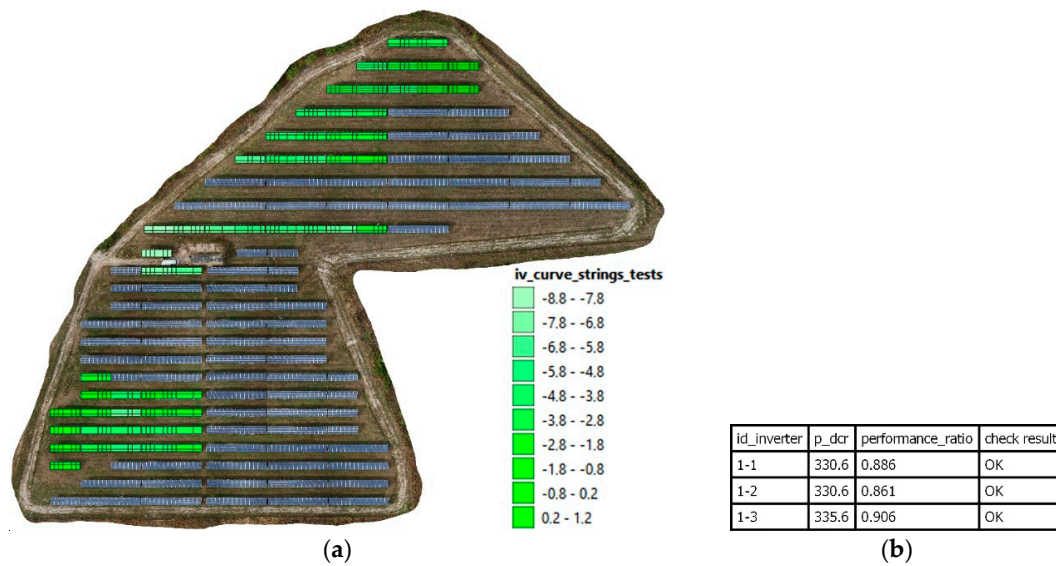 iv_curve_strings_tests
-8.8 - -7.8
-7.8 - -6.8
-6.8 - -5.8
-5.8 - -4.8
-4.8 - -3.8
-3.8 - -2.8
-2.8 - -1.8
-1.8 - -0.8
-0.8 - 0.2
0.2 - 1.2
id_inverter p_dcr performance_ratio check result
1-1 330.6 0.886 OK
1-2 330.6 0.861 OK
1-3 335.6 0.906 OK
(a) (b)